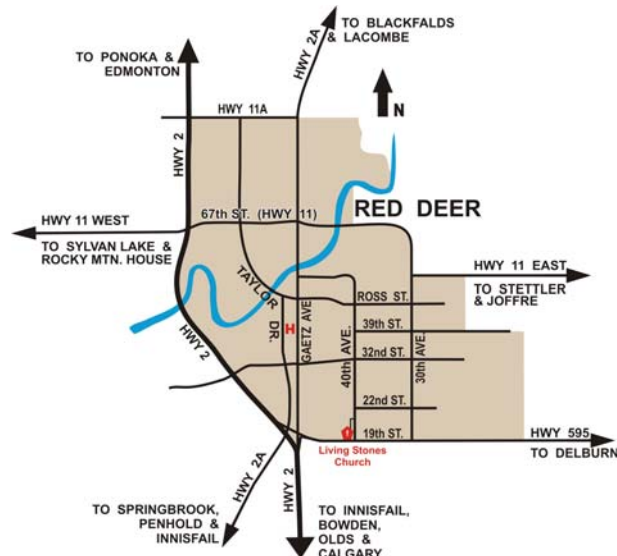 TO BLACKFALDS
& LACOMBE
TO PONOKA &
EDMONTON
HWY 2A
N
HWY 11A
HWY 2
RED DEER
67th ST. (HWY 11)
HWY 11 WEST
TO SYLVAN LAKE &
ROCKY MTN. HOUSE
HWY 11 EAST
TO STETTLER
& JOFFRE
TAYLOR
DR.
ROSS ST.
H
GAETZ AVE
39th ST.
40th AVE.
30th AVE.
32nd ST.
HWY 2
22nd ST.
19th ST.
Living Stones
Church
HWY 595
TO DELBURN
HWY 2A
HWY 2
TO SPRINGBROOK,
PENHOLD &
INNISFAIL
TO INNISFAIL,
BOWDEN,
OLDS &
CALGARY